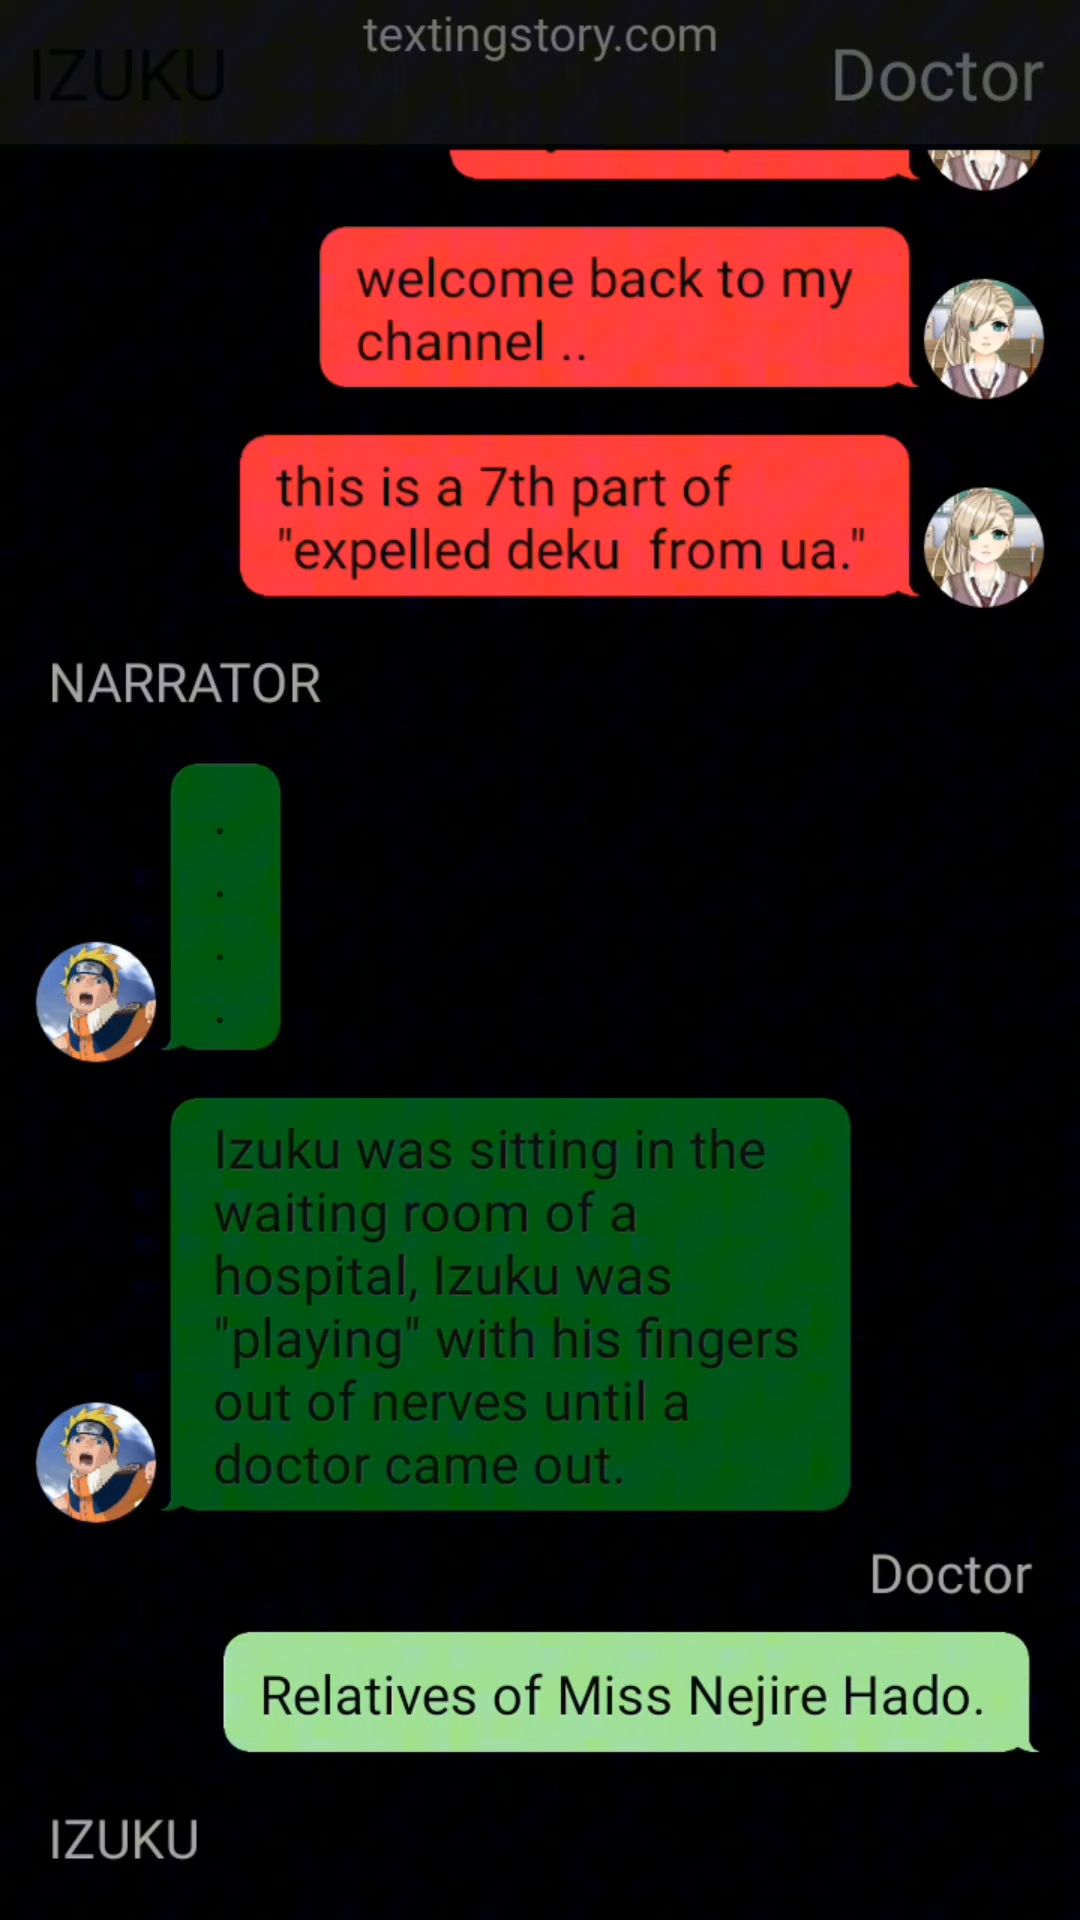 textingstory.com
IZUKU
Doctor
welcome back to my
channel ..
this is a 7th part of
"expelled deku  from ua."
NARRATOR
.
.
.
.
Izuku was sitting in the
waiting room of a
hospital, Izuku was
"playing" with his fingers
out of nerves until a
doctor came out.
Doctor
Relatives of Miss Nejire Hado.
IZUKU